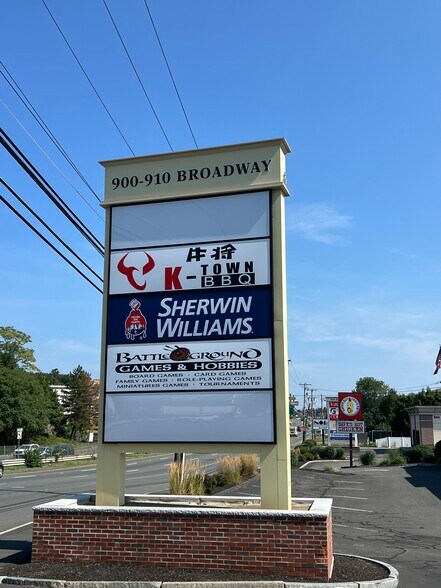 900-910 BROADWAY
牛将
K-TOWN
BBQ
SHERWIN
WILLIAMS
BATTLEGROUND
GAMES & HOBBIES
BOARD GAMES · CARD GAMES
FAMILY GAMES · ROLE-PLAYING GAMES
MINIATURES GAMES · TOURNAMENTS